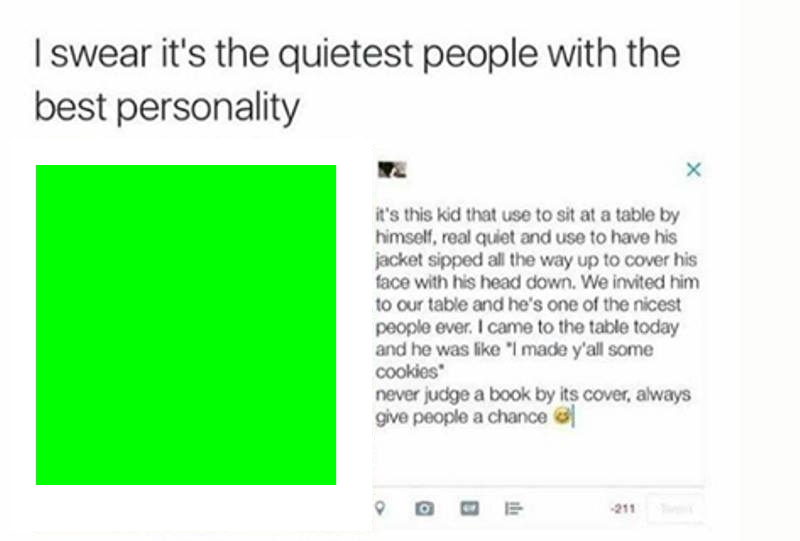 I swear it's the quietest people with the
best personality
it's this kid that use to sit at a table by
himself, real quiet and use to have his
jacket sipped all the way up to cover his
face with his head down. We invited him
to our table and he's one of the nicest
people ever. I came to the table today
and he was like "I made y'all some
cookies"
never judge a book by its cover, always
give people a chance 😄
GIF
-211
Tweet